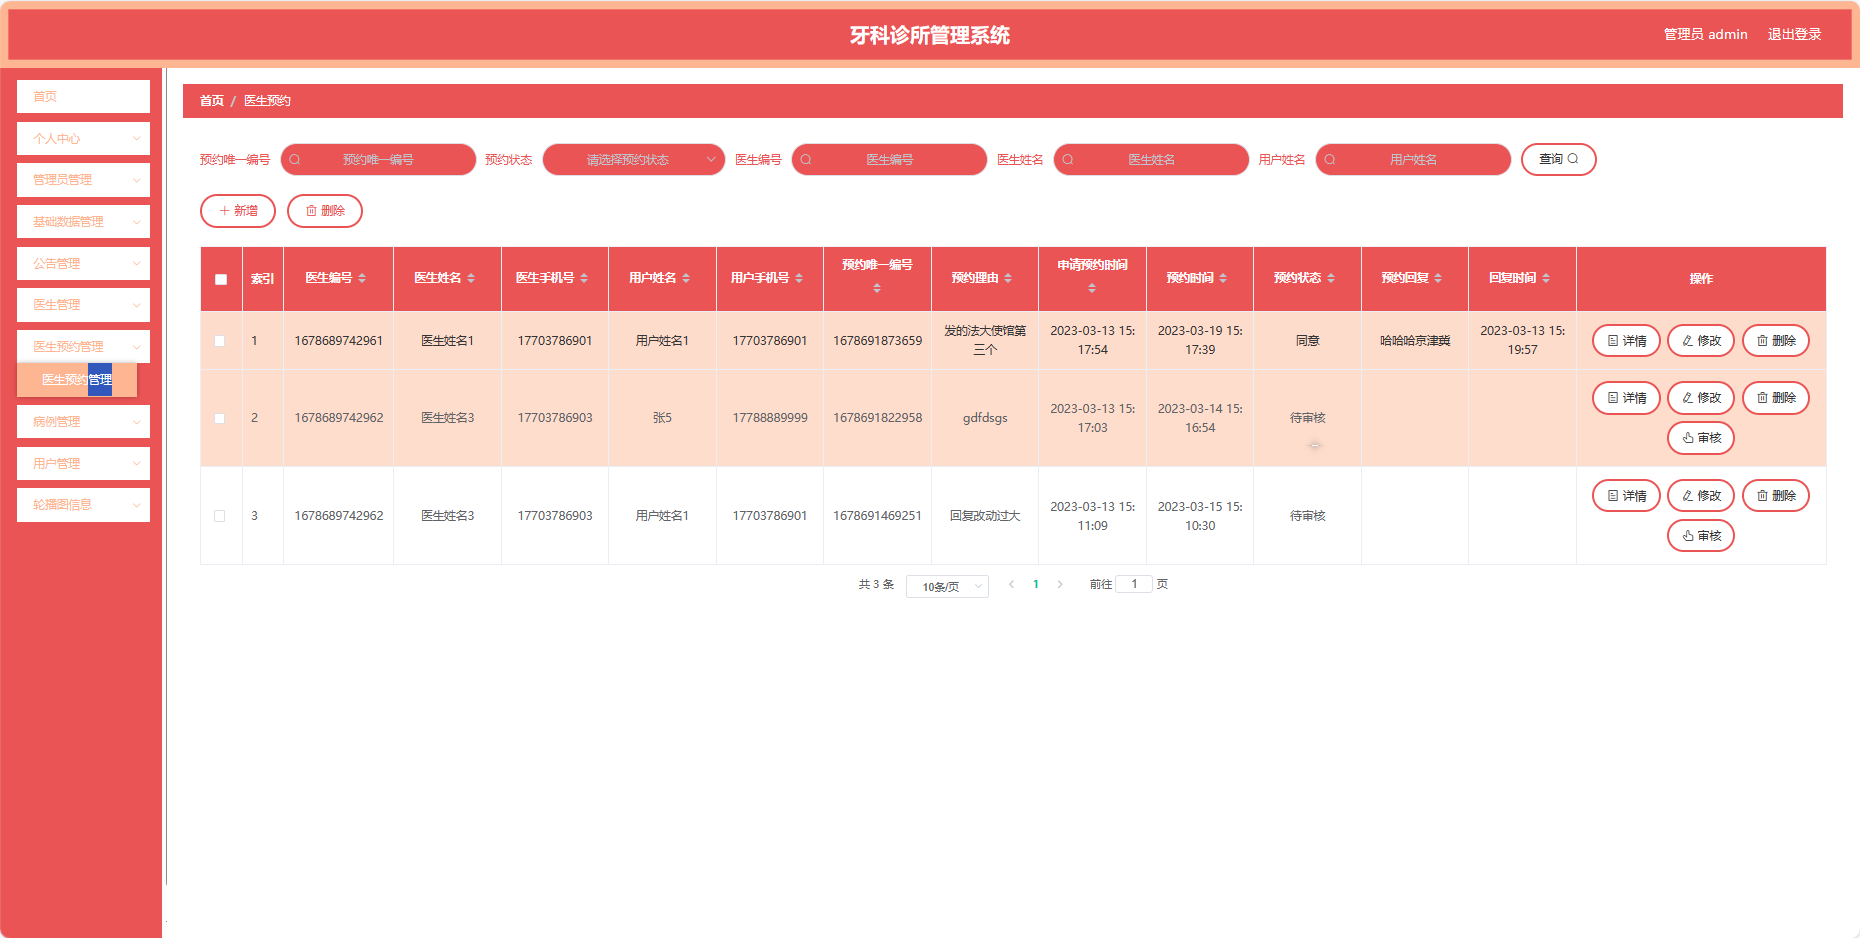 牙科诊所管理系统
管理员 admin 退出登录
首页
个人中心
管理员管理
基础数据管理
公告管理
医生管理
医生预约管理
医生预约管理
病例管理
用户管理
轮播图信息
首页 / 医生预约
预约唯一编号 预约唯一编号 预约状态 请选择预约状态 医生编号 医生编号 医生姓名 医生姓名 用户姓名 用户姓名 查询
新增 删除
索引 医生编号 医生姓名 医生手机号 用户姓名 用户手机号 预约唯一编号 预约理由 申请预约时间 预约时间 预约状态 预约回复 回复时间 操作
1 1678689742961 医生姓名1 17703786901 用户姓名1 17703786901 1678691873659 发的法大使馆第三个 2023-03-13 15:17:54 2023-03-19 15:17:39 同意 哈哈哈京津冀 2023-03-13 15:19:57 详情 修改 删除
2 1678689742962 医生姓名3 17703786903 张5 17788889999 1678691822958 gdfdsgs 2023-03-13 15:17:03 2023-03-14 15:16:54 待审核 详情 修改 删除
审核
3 1678689742962 医生姓名3 17703786903 用户姓名1 17703786901 1678691469251 回复改动过大 2023-03-13 15:11:09 2023-03-15 15:10:30 待审核 详情 修改 删除
审核
共 3 条 10条/页 1 前往 1 页